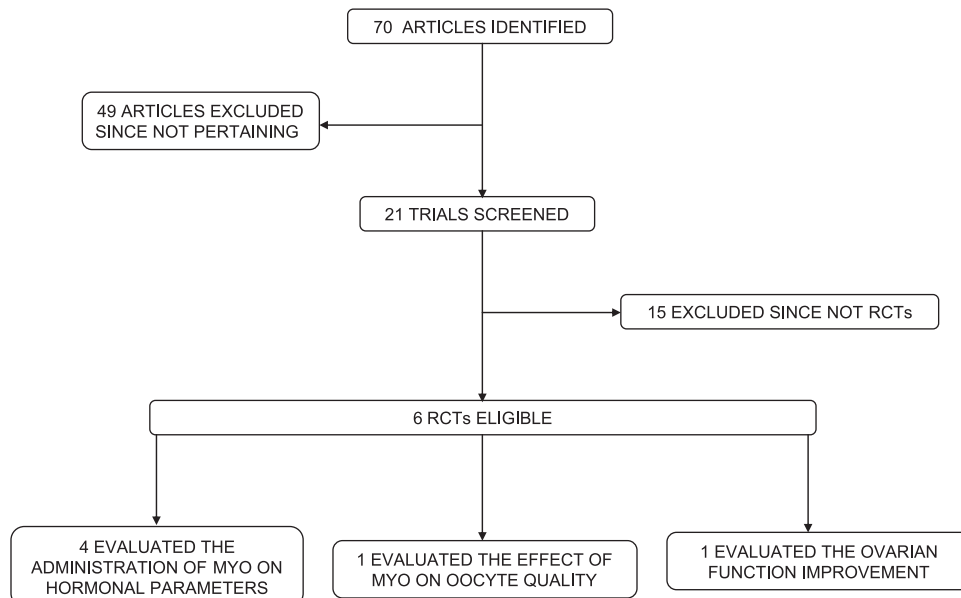 70 ARTICLES IDENTIFIED
49 ARTICLES EXCLUDED
SINCE NOT PERTAINING
21 TRIALS SCREENED
15 EXCLUDED SINCE NOT RCTs
6 RCTs ELIGIBLE
4 EVALUATED THE
ADMINISTRATION OF MYO ON
HORMONAL PARAMETERS
1 EVALUATED THE EFFECT OF
MYO ON OOCYTE QUALITY
1 EVALUATED THE OVARIAN
FUNCTION IMPROVEMENT